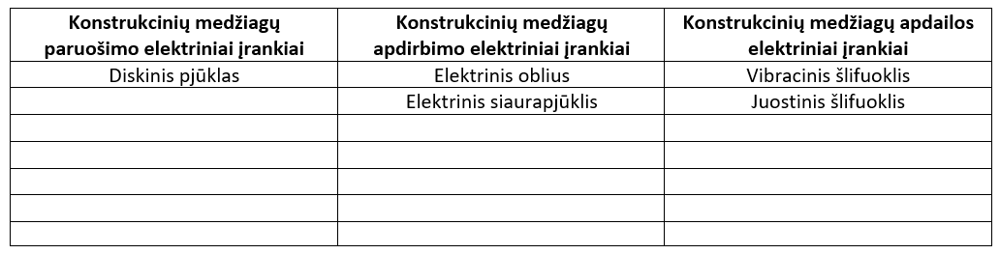 Konstrukcinių medžiagų paruošimo elektriniai įrankiai
Konstrukcinių medžiagų apdirbimo elektriniai įrankiai
Konstrukcinių medžiagų apdailos elektriniai įrankiai
Diskinis pjūklas
Elektrinis oblius
Vibracinis šlifuoklis
Elektrinis siaurapjūklis
Juostinis šlifuoklis